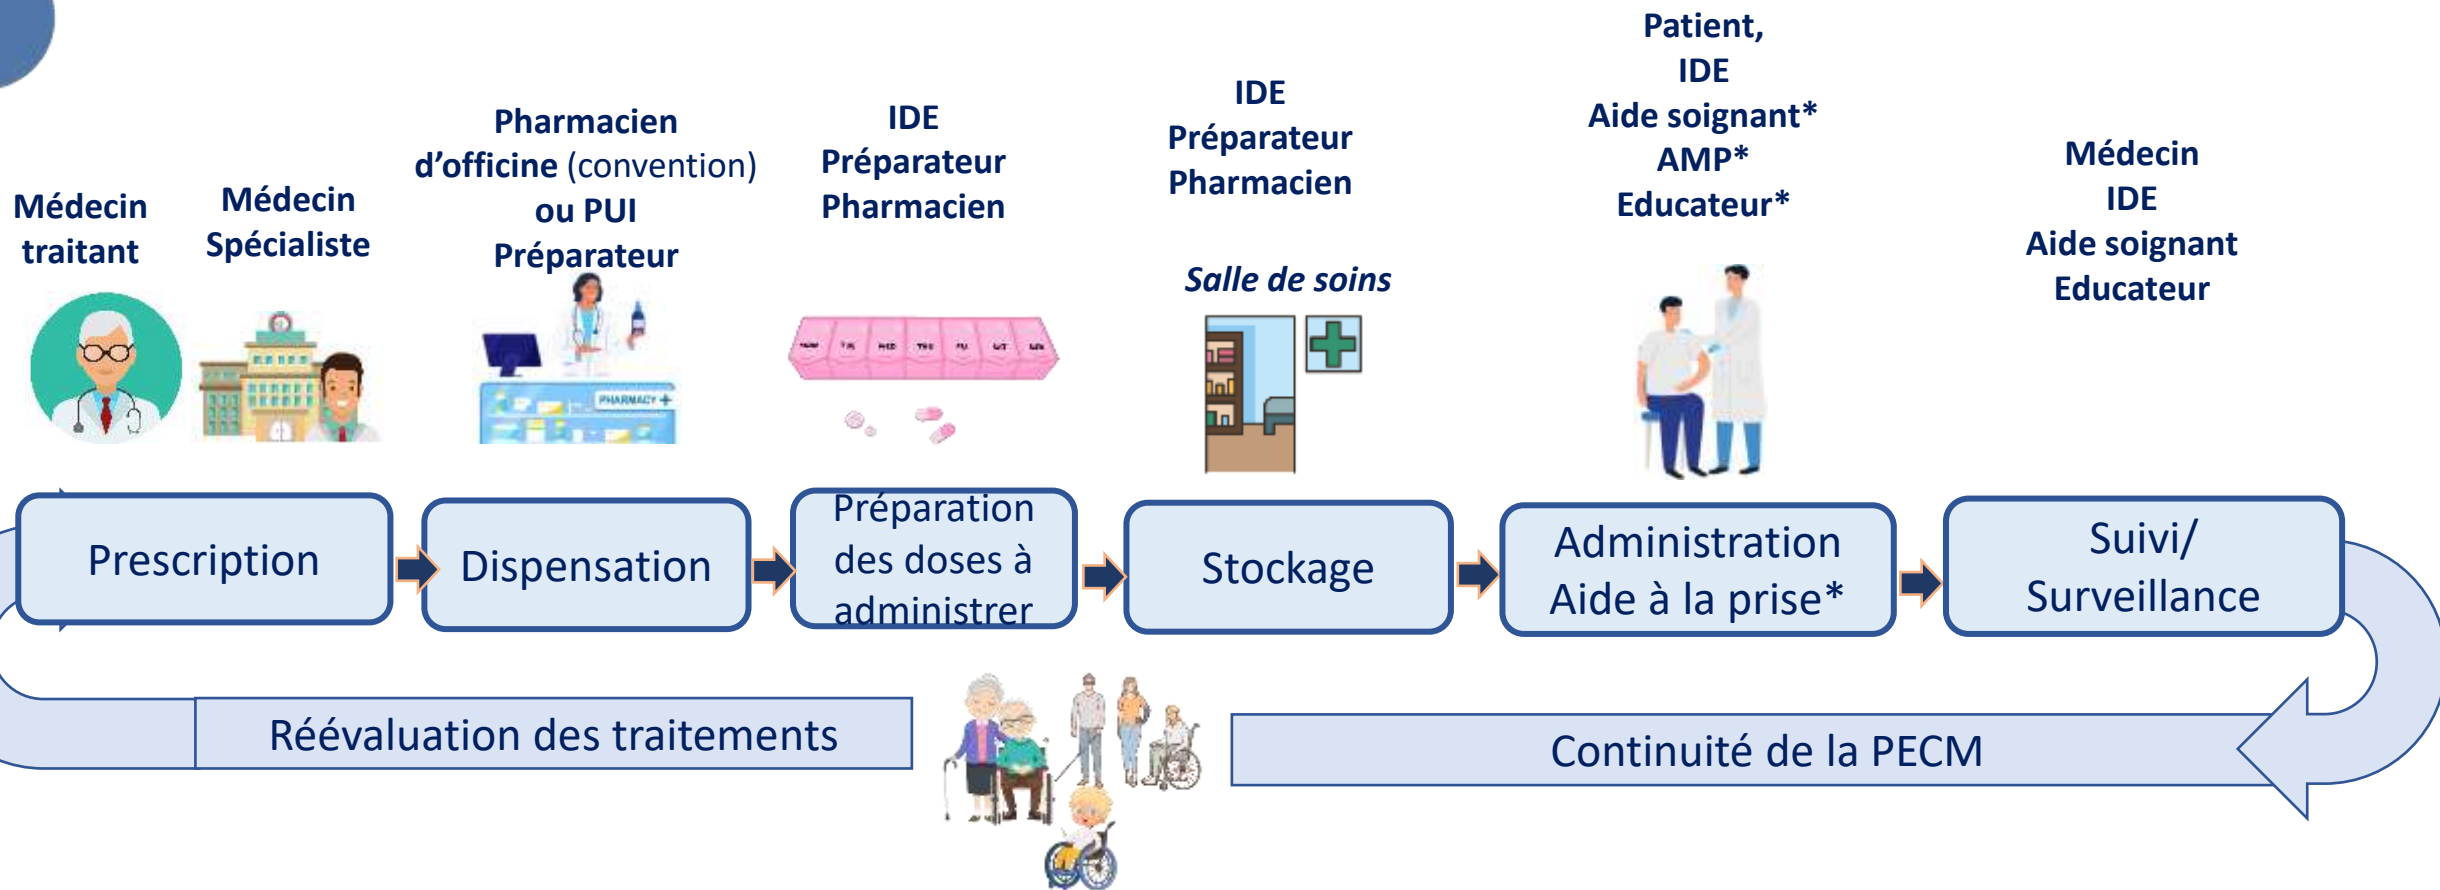 Médecin
traitant
Médecin
Spécialiste
Pharmacien
d’officine (convention)
ou PUI
Préparateur
IDE
Préparateur
Pharmacien
IDE
Préparateur
Pharmacien
Salle de soins
Patient,
IDE
Aide soignant*
AMP*
Educateur*
Médecin
IDE
Aide soignant
Educateur
PHARMACY +
Prescription
Dispensation
Préparation
des doses à
administrer
Stockage
Administration
Aide à la prise*
Suivi/
Surveillance
Réévaluation des traitements
Continuité de la PECM